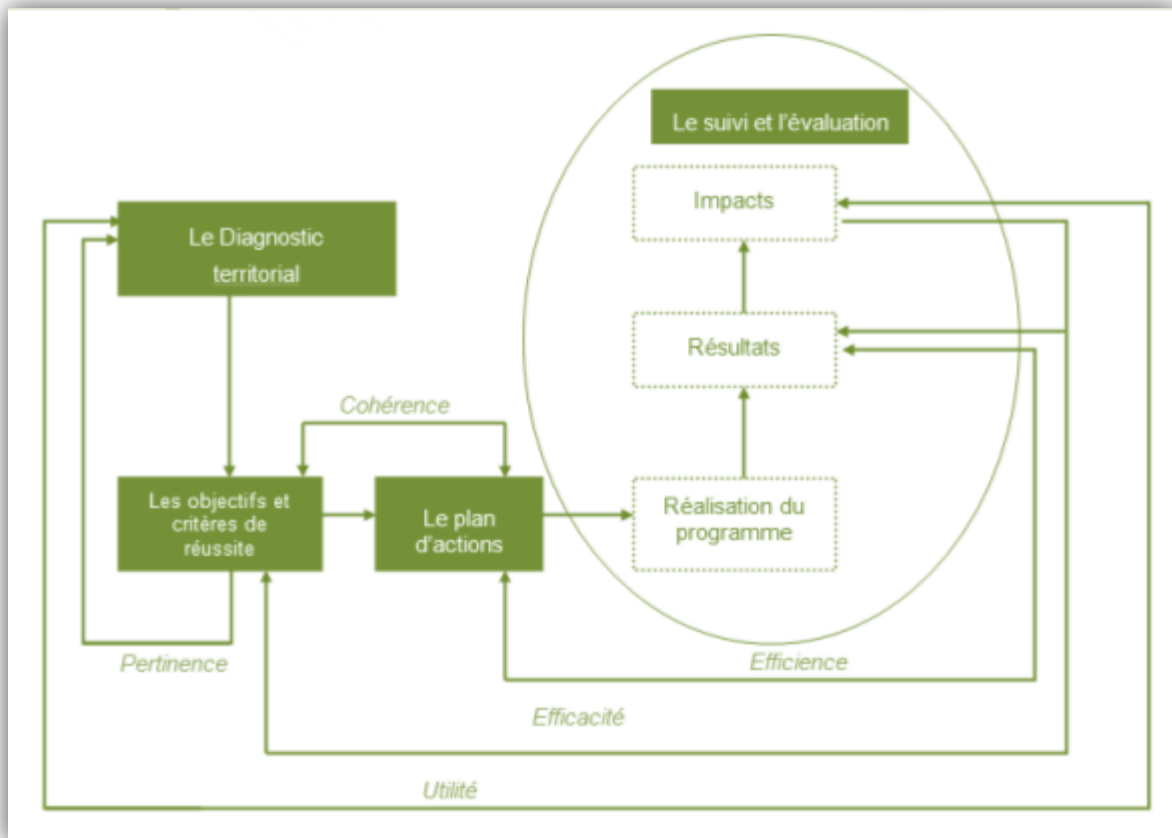 Le suivi et l'évaluation
Impacts
Le Diagnostic
territorial
Résultats
Cohérence
Les objectifs et
critères de
réussite
Le plan
d'actions
Réalisation du
programme
Pertinence
Efficience
Efficacité
Utilité